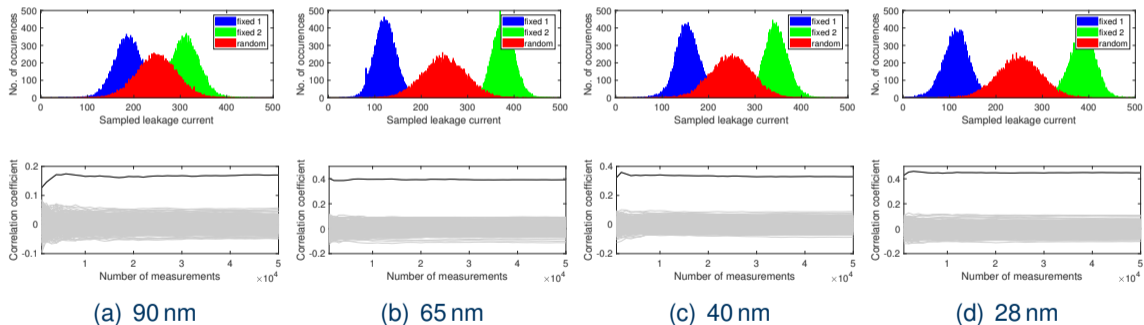 500
400
300
200
100
0
No. of occurences
0 100 200 300 400 500
Sampled leakage current
fixed 1
fixed 2
random
500
400
300
200
100
0
No. of occurences
0 100 200 300 400 500
Sampled leakage current
fixed 1
fixed 2
random
500
400
300
200
100
0
No. of occurences
0 100 200 300 400 500
Sampled leakage current
fixed 1
fixed 2
random
500
400
300
200
100
0
No. of occurences
0 100 200 300 400 500
Sampled leakage current
fixed 1
fixed 2
random
0.2
0.1
0
-0.1
Correlation coefficient
1 2 3 4 5
Number of measurements
×10⁴
0.4
0.2
0
-0.2
Correlation coefficient
1 2 3 4 5
Number of measurements
×10⁴
0.4
0.2
0
-0.2
Correlation coefficient
1 2 3 4 5
Number of measurements
×10⁴
0.4
0.2
0
-0.2
Correlation coefficient
1 2 3 4 5
Number of measurements
×10⁴
(a) 90 nm
(b) 65 nm
(c) 40 nm
(d) 28 nm